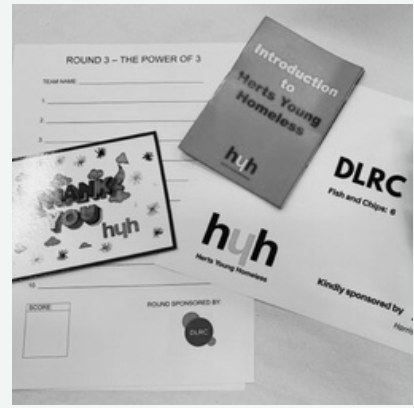 ROUND 3 – THE POWER OF 3
TEAM NAME
1.
2.
3.
10.
SCORE
ROUND SPONSORED BY:
DLRC
THANK
YOU
hyh
Introduction
to
Herts Young
Homeless
hyh
DLRC
Fish and Chips: 6
hyh
Herts Young Homeless
Kindly sponsored by